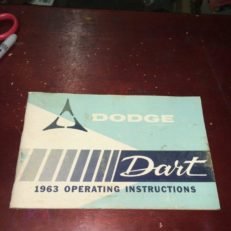 DODGE
Dart
1963 OPERATING INSTRUCTIONS